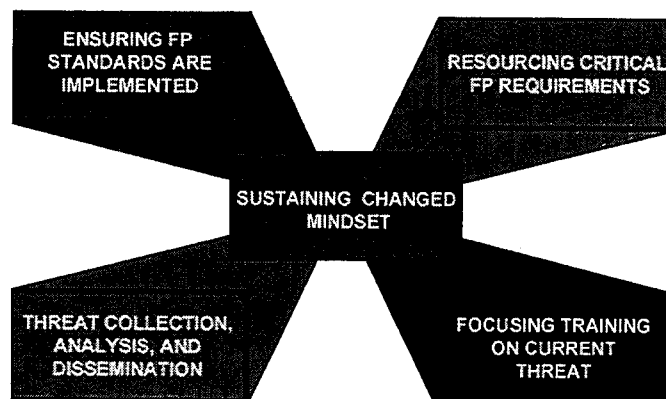 ENSURING FP
STANDARDS ARE
IMPLEMENTED
RESOURCING CRITICAL
FP REQUIREMENTS
SUSTAINING CHANGED
MINDSET
THREAT COLLECTION,
ANALYSIS, AND
DISSEMINATION
FOCUSING TRAINING
ON CURRENT
THREAT